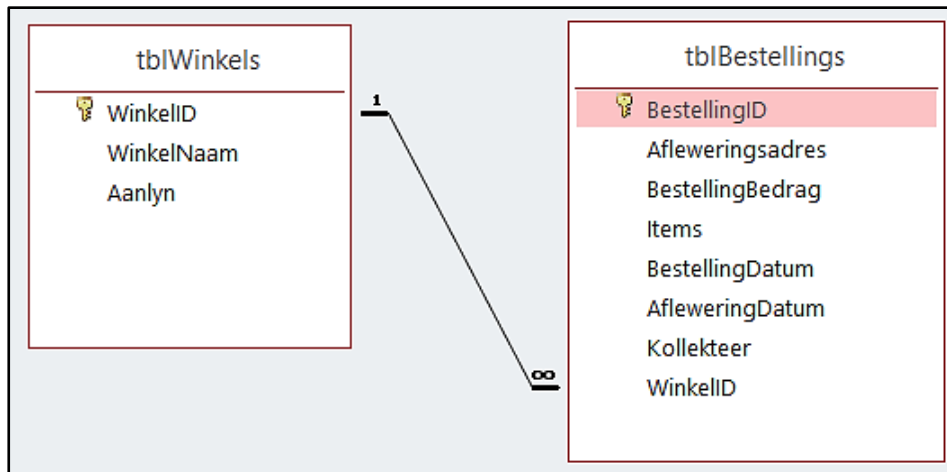 tblWinkels
WinkelID
WinkelNaam
Aanlyn
1
∞
tblBestellings
BestellingID
Afleweringsadres
BestellingBedrag
Items
BestellingDatum
AfleweringDatum
Kollekteer
WinkelID